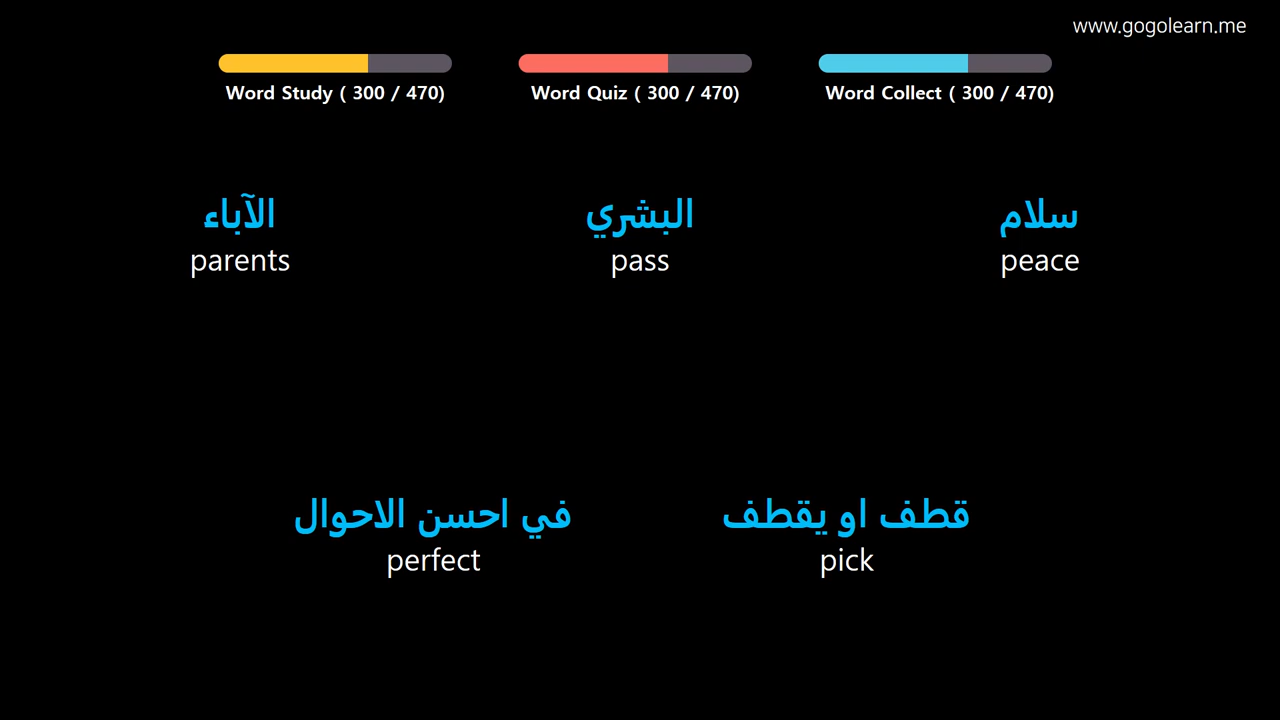 www.gogolearn.me
Word Study ( 300 / 470)
Word Quiz ( 300 / 470)
Word Collect ( 300 / 470)
الآباء
parents
البشري
pass
سلام
peace
في احسن الاحوال
perfect
قطف او يقطف
pick